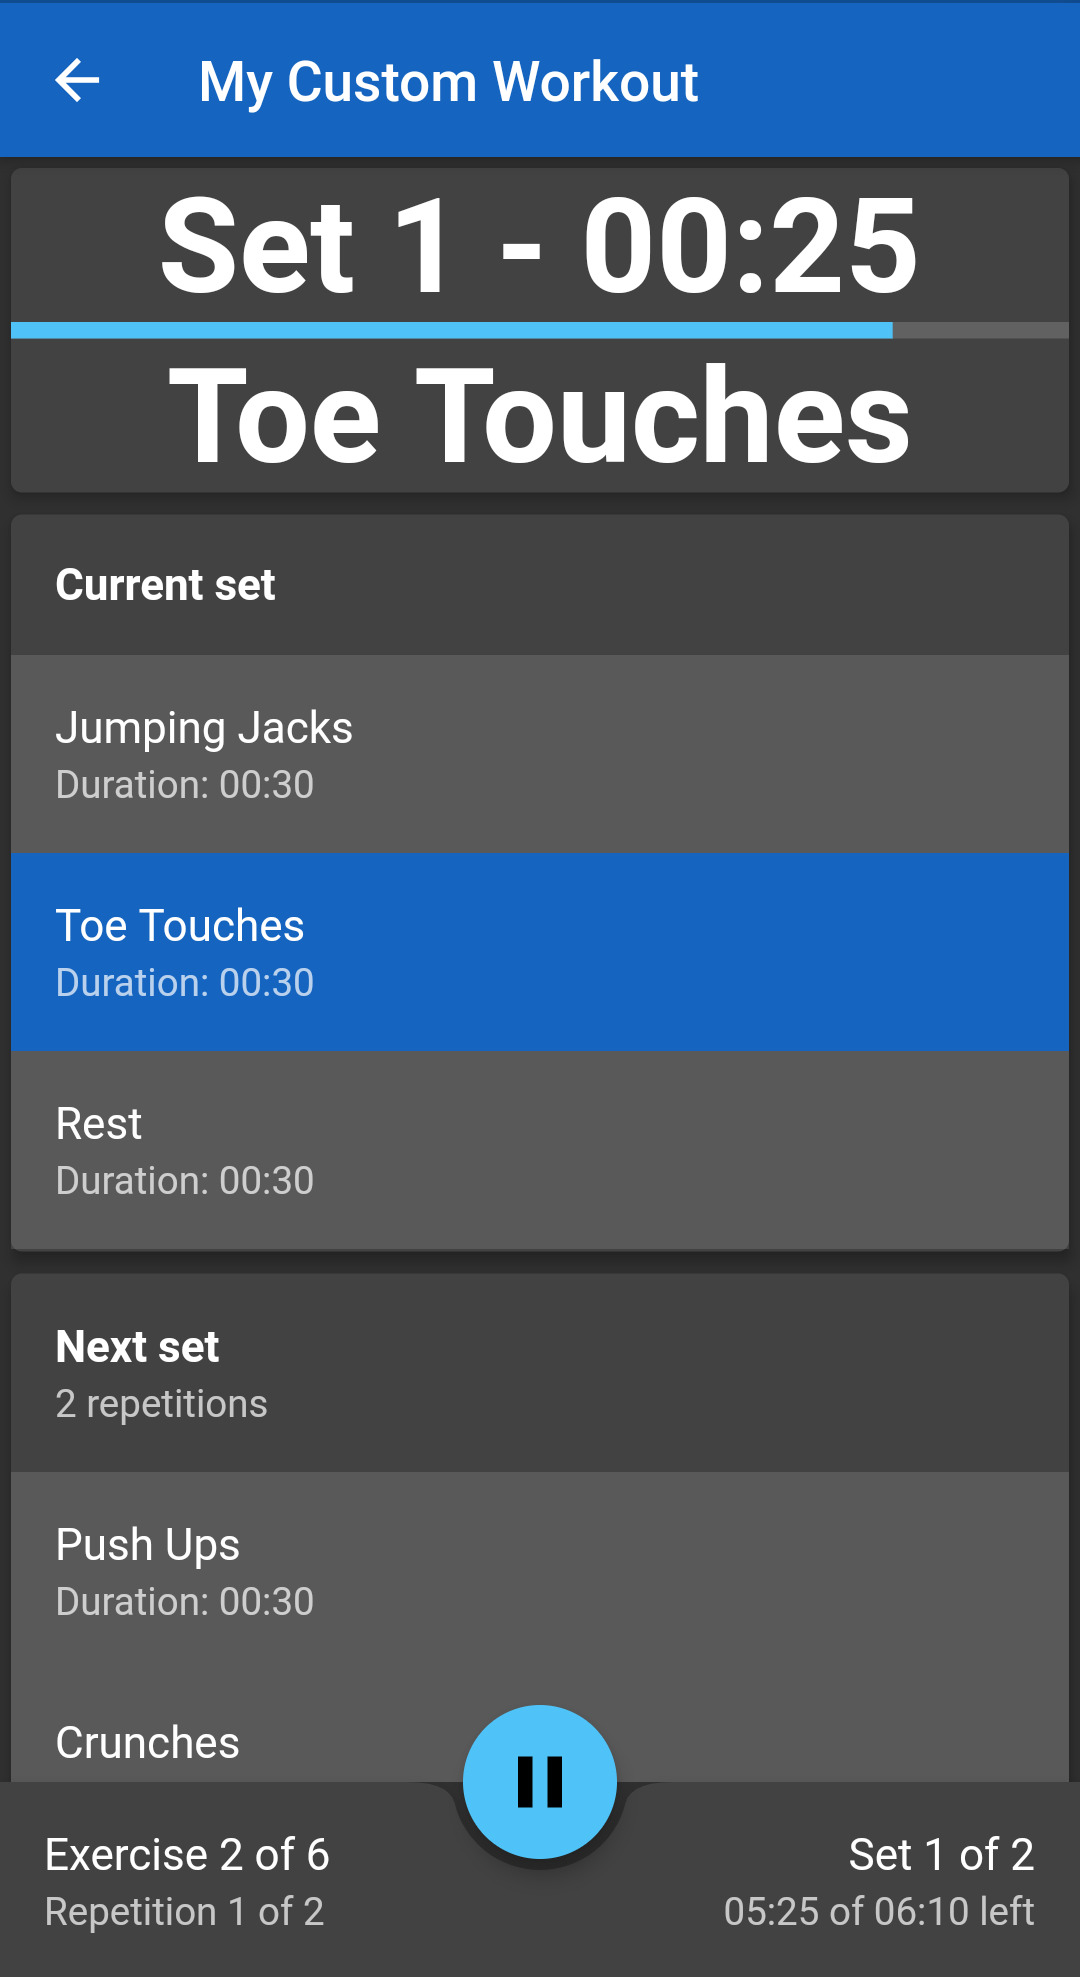 My Custom Workout
Set 1 - 00:25
Toe Touches
Current set
Jumping Jacks
Duration: 00:30
Toe Touches
Duration: 00:30
Rest
Duration: 00:30
Next set
2 repetitions
Push Ups
Duration: 00:30
Crunches
Exercise 2 of 6
Repetition 1 of 2
Set 1 of 2
05:25 of 06:10 left